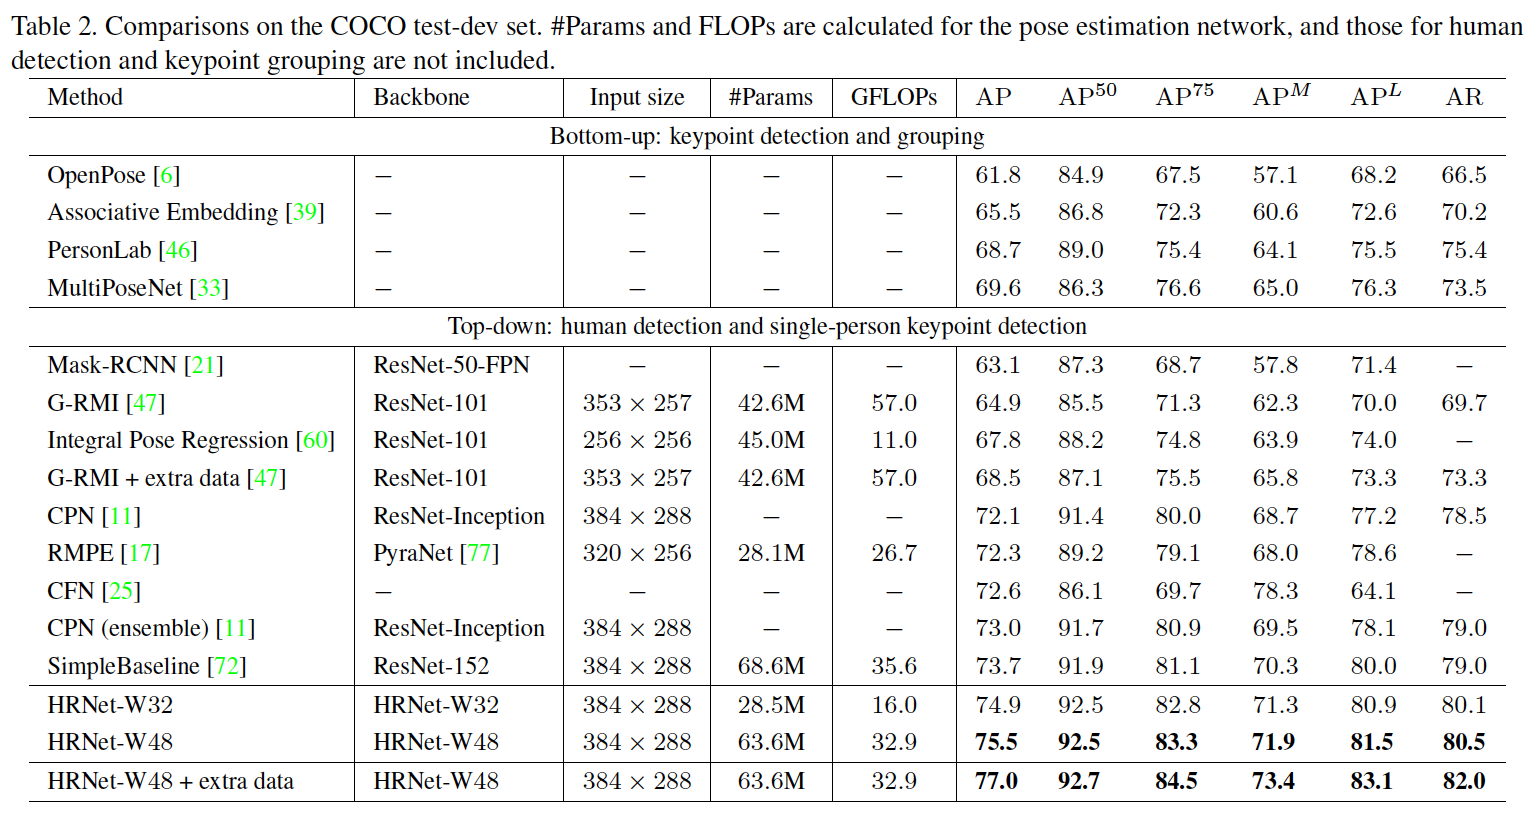 Table 2. Comparisons on the COCO test-dev set. #Params and FLOPs are calculated for the pose estimation network, and those for human
detection and keypoint grouping are not included.
Method Backbone Input size #Params GFLOPs AP AP^50 AP^75 AP^M AP^L AR
Bottom-up: keypoint detection and grouping
OpenPose [6] – – – – 61.8 84.9 67.5 57.1 68.2 66.5
Associative Embedding [39] – – – – 65.5 86.8 72.3 60.6 72.6 70.2
PersonLab [46] – – – – 68.7 89.0 75.4 64.1 75.5 75.4
MultiPoseNet [33] – – – – 69.6 86.3 76.6 65.0 76.3 73.5
Top-down: human detection and single-person keypoint detection
Mask-RCNN [21] ResNet-50-FPN – – – 63.1 87.3 68.7 57.8 71.4 –
G-RMI [47] ResNet-101 353 × 257 42.6M 57.0 64.9 85.5 71.3 62.3 70.0 69.7
Integral Pose Regression [60] ResNet-101 256 × 256 45.0M 11.0 67.8 88.2 74.8 63.9 74.0 –
G-RMI + extra data [47] ResNet-101 353 × 257 42.6M 57.0 68.5 87.1 75.5 65.8 73.3 73.3
CPN [11] ResNet-Inception 384 × 288 – – 72.1 91.4 80.0 68.7 77.2 78.5
RMPE [17] PyraNet [77] 320 × 256 28.1M 26.7 72.3 89.2 79.1 68.0 78.6 –
CFN [25] – – – – 72.6 86.1 69.7 78.3 64.1 –
CPN (ensemble) [11] ResNet-Inception 384 × 288 – – 73.0 91.7 80.9 69.5 78.1 79.0
SimpleBaseline [72] ResNet-152 384 × 288 68.6M 35.6 73.7 91.9 81.1 70.3 80.0 79.0
HRNet-W32 HRNet-W32 384 × 288 28.5M 16.0 74.9 92.5 82.8 71.3 80.9 80.1
HRNet-W48 HRNet-W48 384 × 288 63.6M 32.9 75.5 92.5 83.3 71.9 81.5 80.5
HRNet-W48 + extra data HRNet-W48 384 × 288 63.6M 32.9 77.0 92.7 84.5 73.4 83.1 82.0